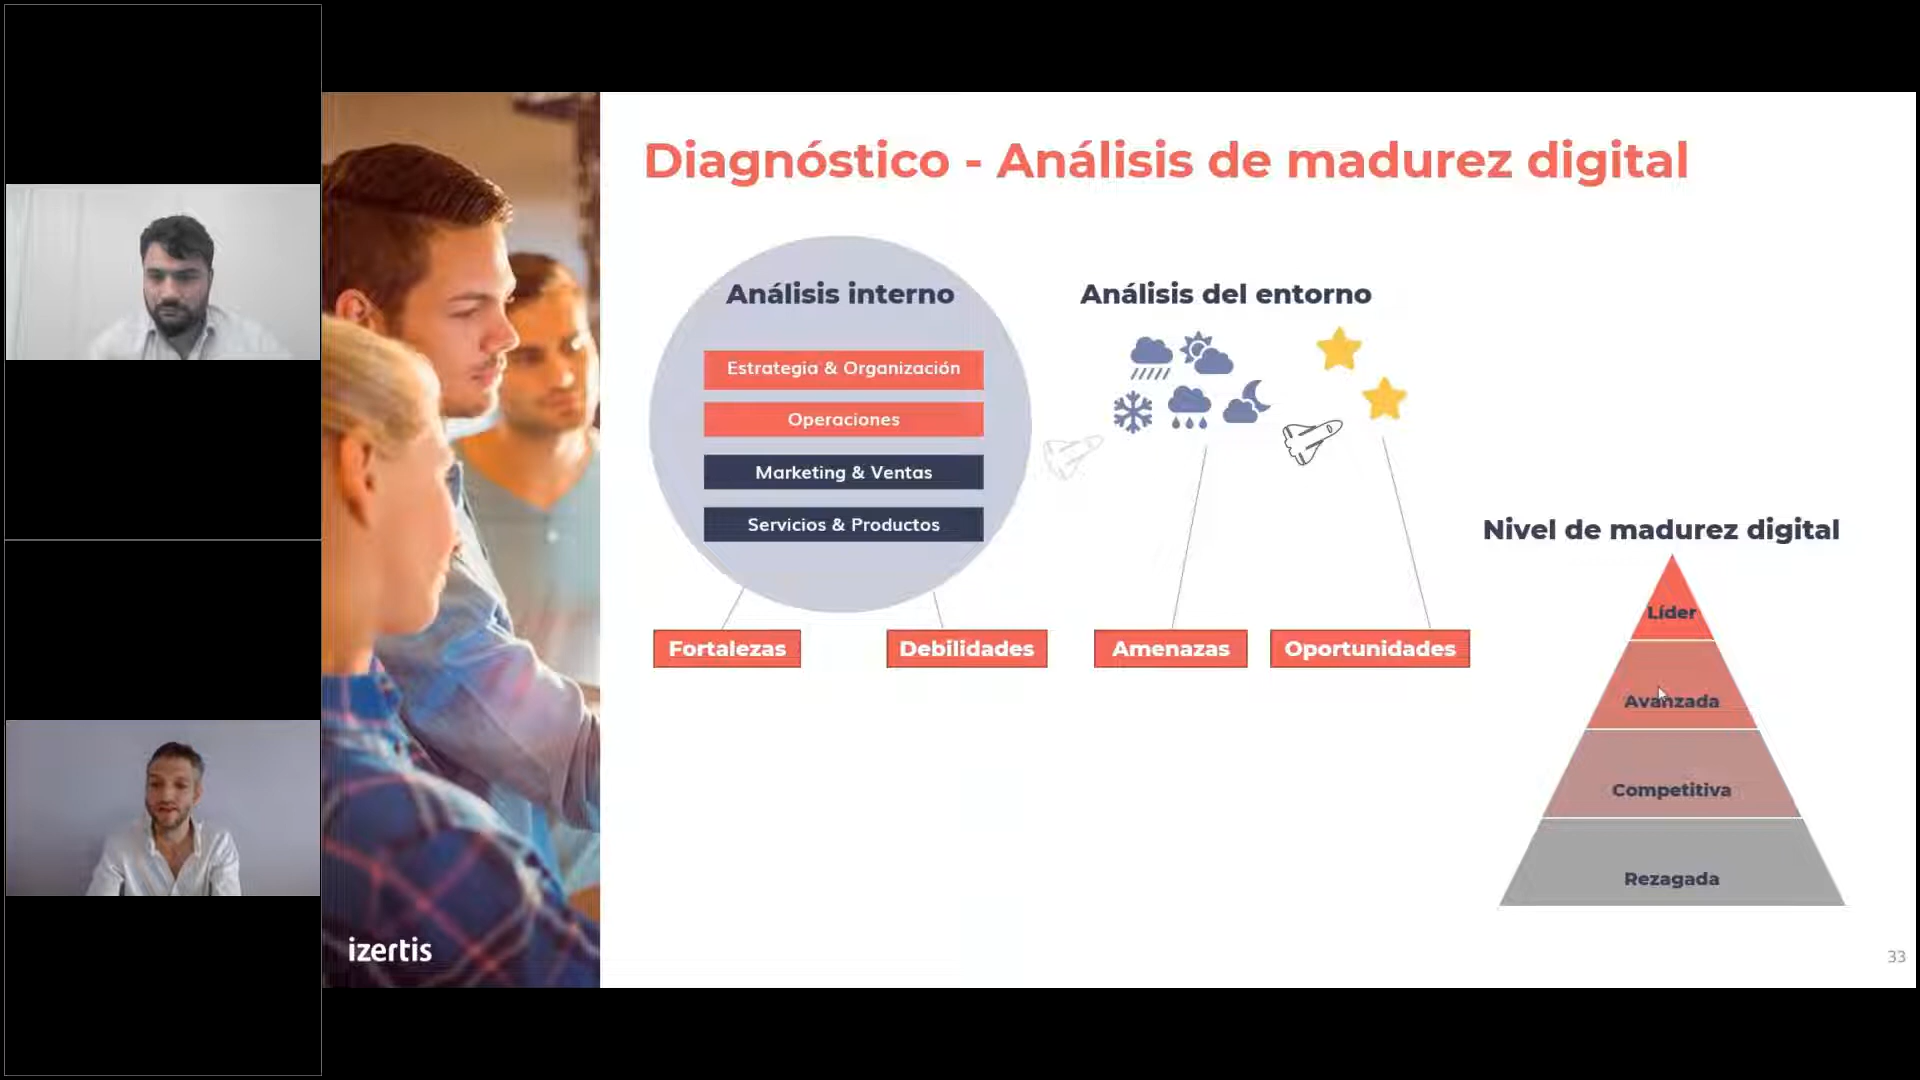 Diagnóstico - Análisis de madurez digital
Análisis interno
Estrategia & Organización
Operaciones
Marketing & Ventas
Servicios & Productos
Análisis del entorno
Fortalezas
Debilidades
Amenazas
Oportunidades
Nivel de madurez digital
Líder
Avanzada
Competitiva
Rezagada
izertis
33